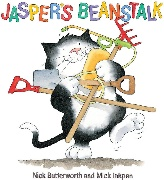 JASPER'S BEANSTALK
Nick Butterworth and Mick Inkpen